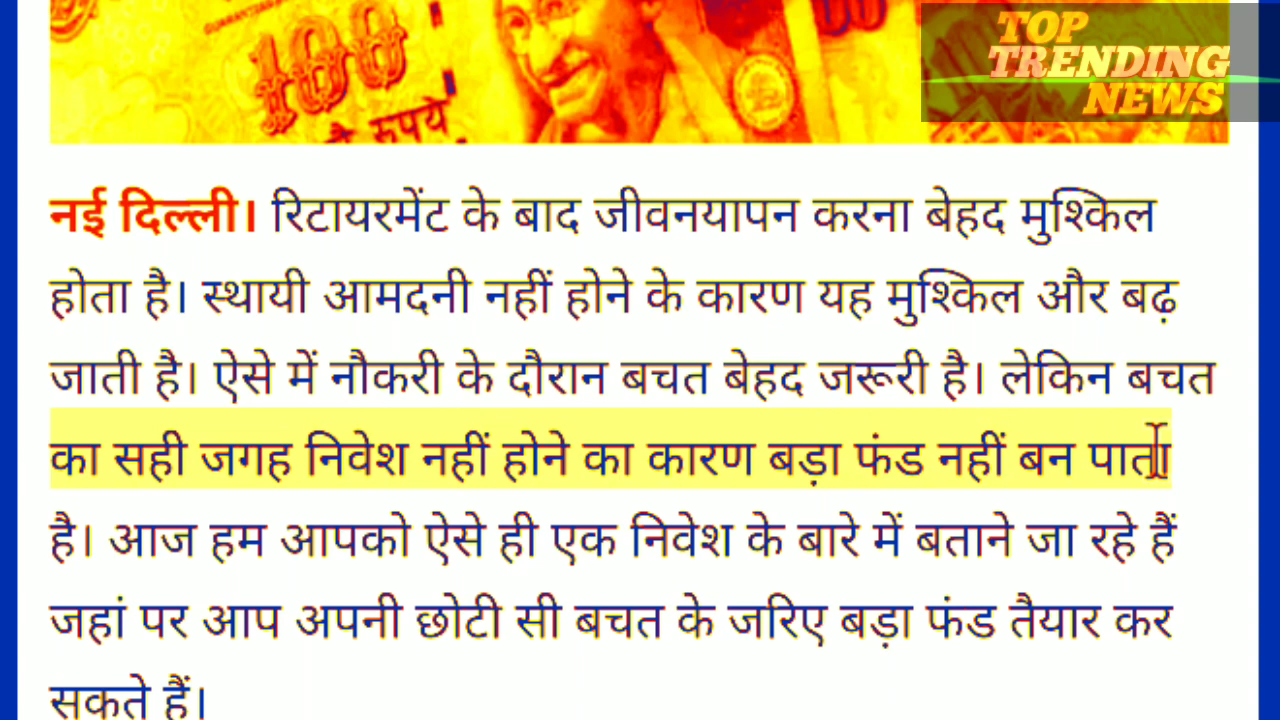 100
रुपये
TOP
TRENDING
NEWS
नई दिल्ली। रिटायरमेंट के बाद जीवनयापन करना बेहद मुश्किल
होता है। स्थायी आमदनी नहीं होने के कारण यह मुश्किल और बढ़
जाती है। ऐसे में नौकरी के दौरान बचत बेहद जरूरी है। लेकिन बचत
का सही जगह निवेश नहीं होने का कारण बड़ा फंड नहीं बन पाता
है। आज हम आपको ऐसे ही एक निवेश के बारे में बताने जा रहे हैं
जहां पर आप अपनी छोटी सी बचत के जरिए बड़ा फंड तैयार कर
सकते हैं।